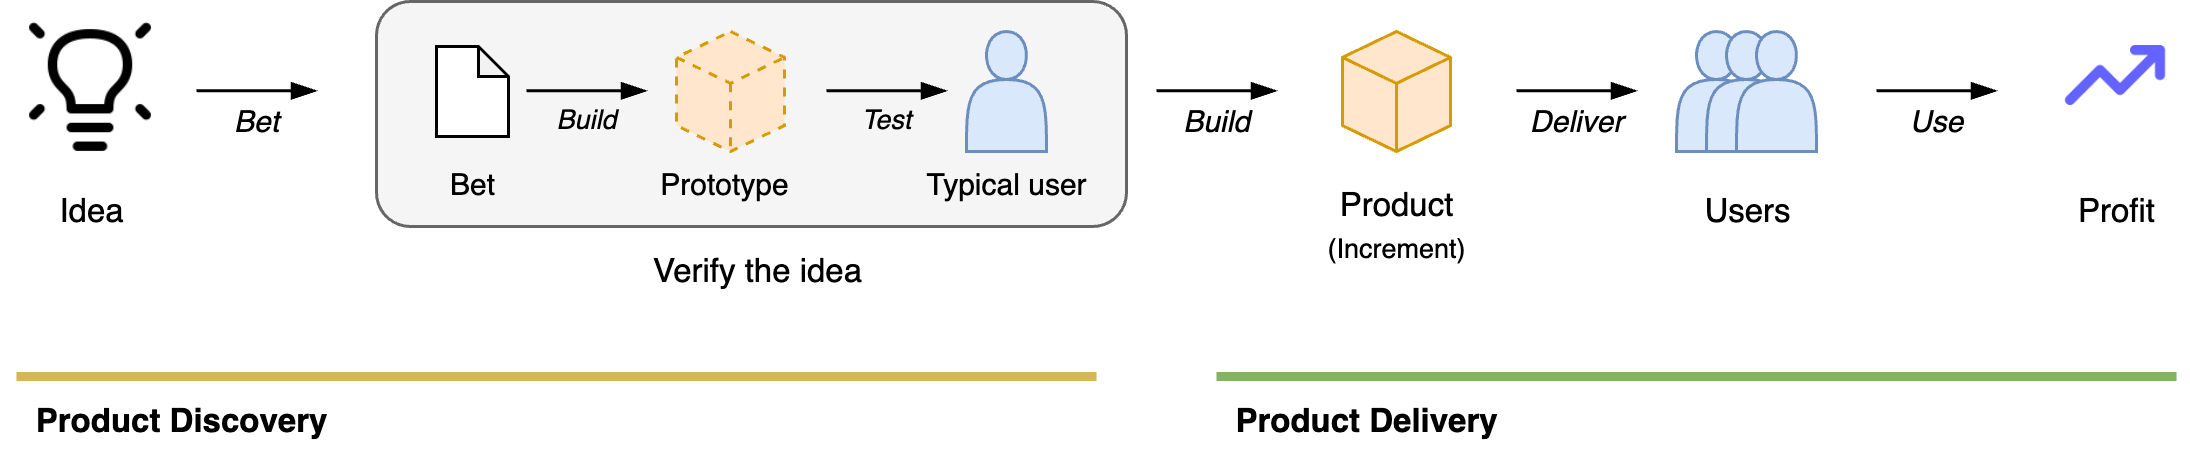 Idea
Bet
Bet
Build
Prototype
Test
Typical user
Verify the idea
Build
Product
(Increment)
Deliver
Users
Use
Profit
Product Discovery
Product Delivery